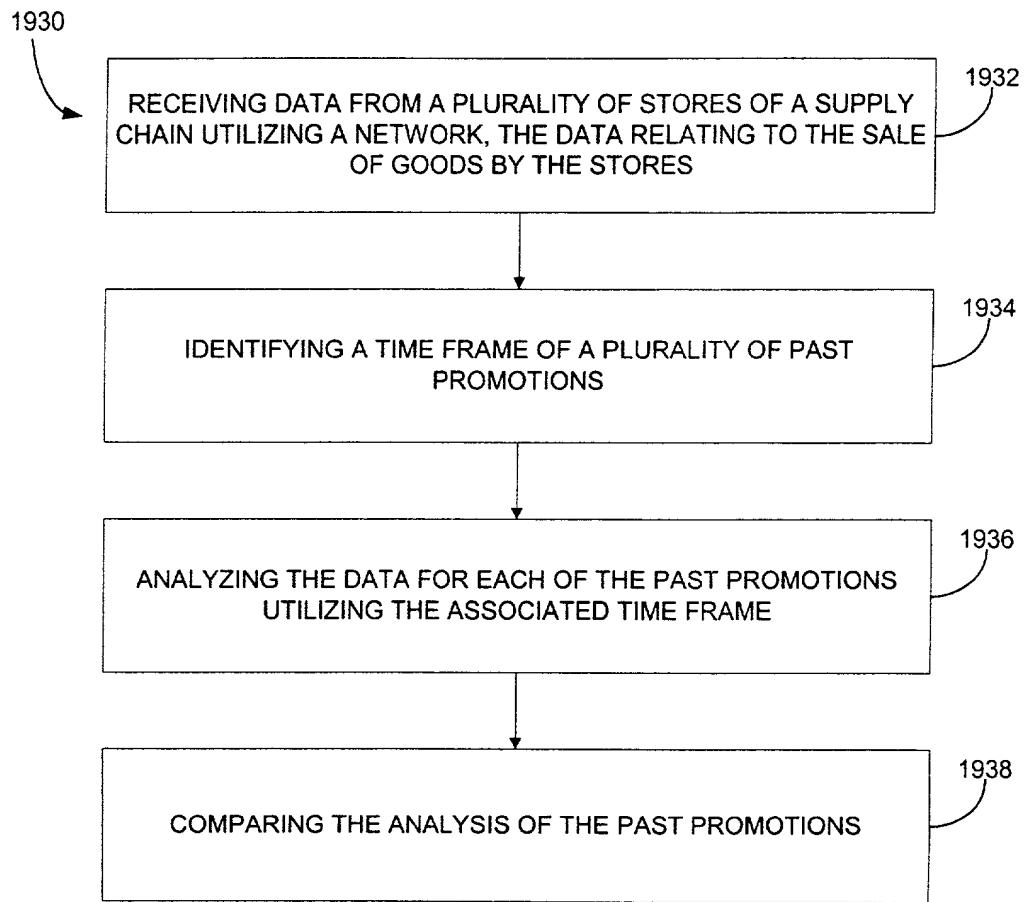 1930
1932
RECEIVING DATA FROM A PLURALITY OF STORES OF A SUPPLY
CHAIN UTILIZING A NETWORK, THE DATA RELATING TO THE SALE
OF GOODS BY THE STORES
1934
IDENTIFYING A TIME FRAME OF A PLURALITY OF PAST
PROMOTIONS
1936
ANALYZING THE DATA FOR EACH OF THE PAST PROMOTIONS
UTILIZING THE ASSOCIATED TIME FRAME
1938
COMPARING THE ANALYSIS OF THE PAST PROMOTIONS